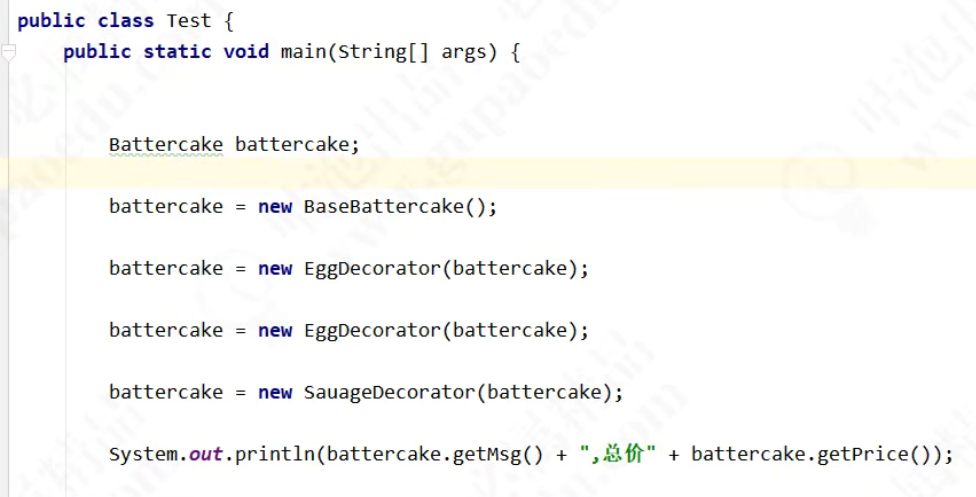 public class Test {
public static void main(String[] args) {
Battercake battercake;
battercake = new BaseBattercake();
battercake = new EggDecorator(battercake);
battercake = new EggDecorator(battercake);
battercake = new SauageDecorator(battercake);
System.out.println(battercake.getMsg() + ",总价" + battercake.getPrice());